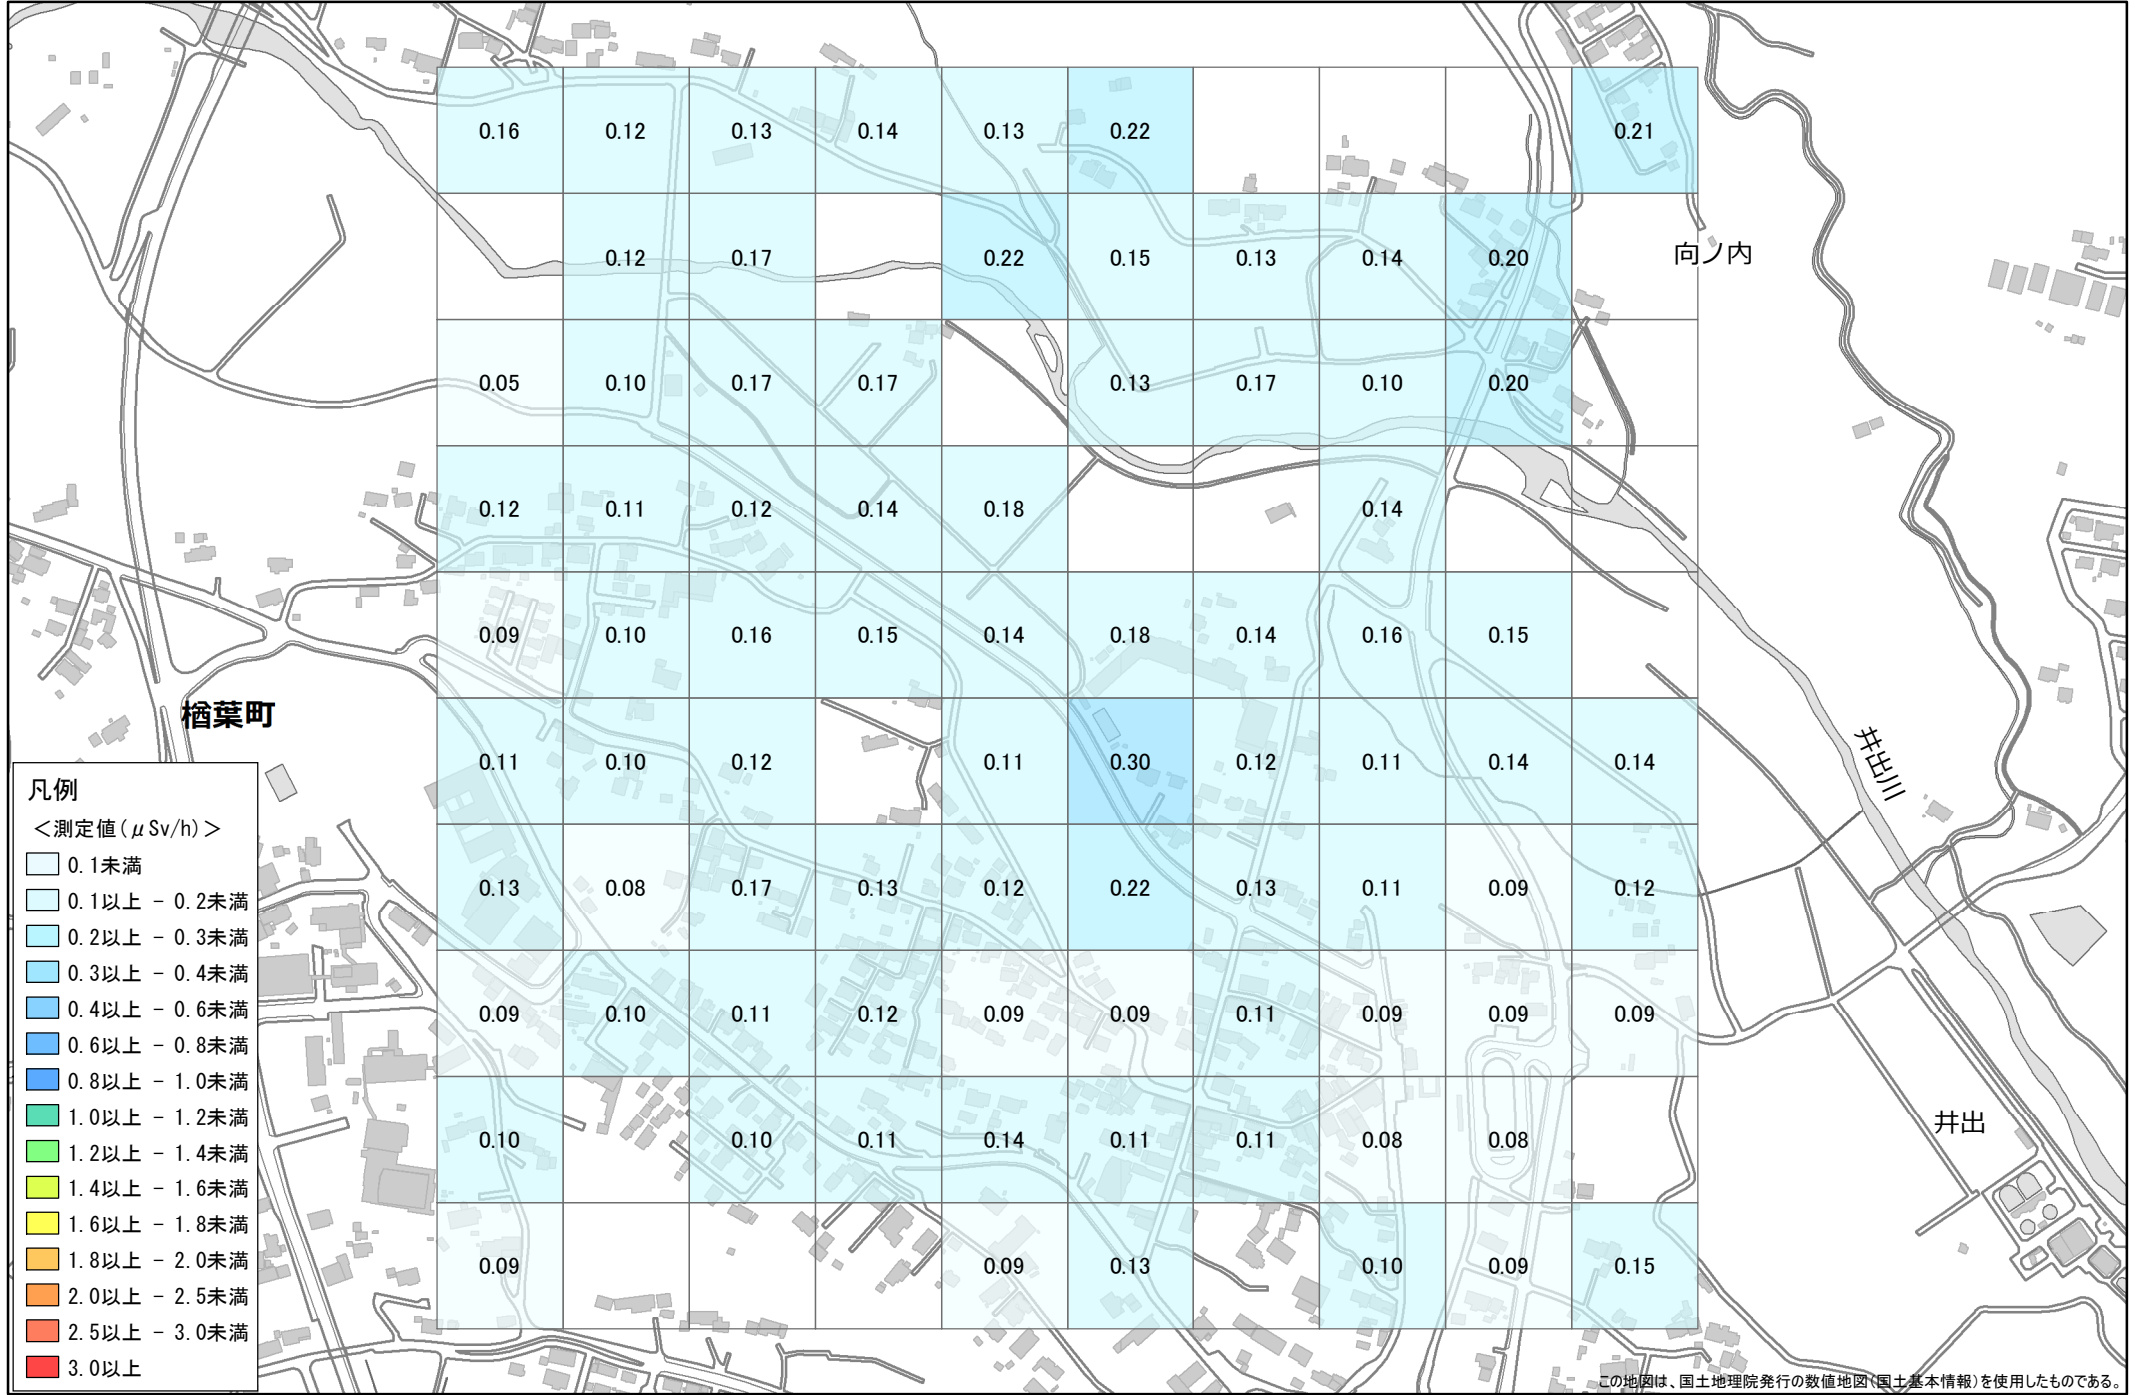 0.16 0.12 0.13 0.14 0.13 0.22 0.21
0.12 0.17 0.22 0.15 0.13 0.14 0.20
向ノ内
0.05 0.10 0.17 0.17 0.13 0.17 0.10 0.20
0.12 0.11 0.12 0.14 0.18 0.14
0.09 0.10 0.16 0.15 0.14 0.18 0.14 0.16 0.15
楢葉町
0.11 0.10 0.12 0.11 0.30 0.12 0.11 0.14 0.14
井出川
0.13 0.08 0.17 0.13 0.12 0.22 0.13 0.11 0.09 0.12
0.09 0.10 0.11 0.12 0.09 0.09 0.11 0.09 0.09 0.09
0.10 0.10 0.11 0.14 0.11 0.11 0.08 0.08
井出
0.09 0.09 0.13 0.10 0.09 0.15
凡例
＜測定値(μSv/h)＞
0.1未満
0.1以上 - 0.2未満
0.2以上 - 0.3未満
0.3以上 - 0.4未満
0.4以上 - 0.6未満
0.6以上 - 0.8未満
0.8以上 - 1.0未満
1.0以上 - 1.2未満
1.2以上 - 1.4未満
1.4以上 - 1.6未満
1.6以上 - 1.8未満
1.8以上 - 2.0未満
2.0以上 - 2.5未満
2.5以上 - 3.0未満
3.0以上
この地図は、国土地理院発行の数値地図(国土基本情報)を使用したものである。